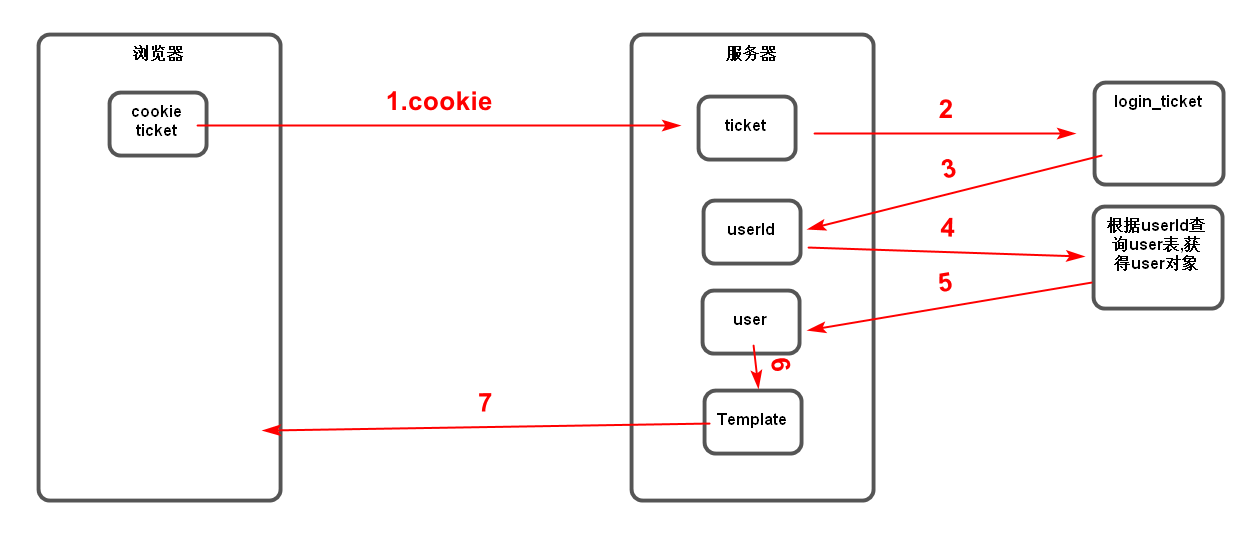 浏览器
cookie
ticket
1.cookie
服务器
ticket
2
login_ticket
3
userId
4
根据userId查
询user表,获
得user对象
5
user
6
Template
7